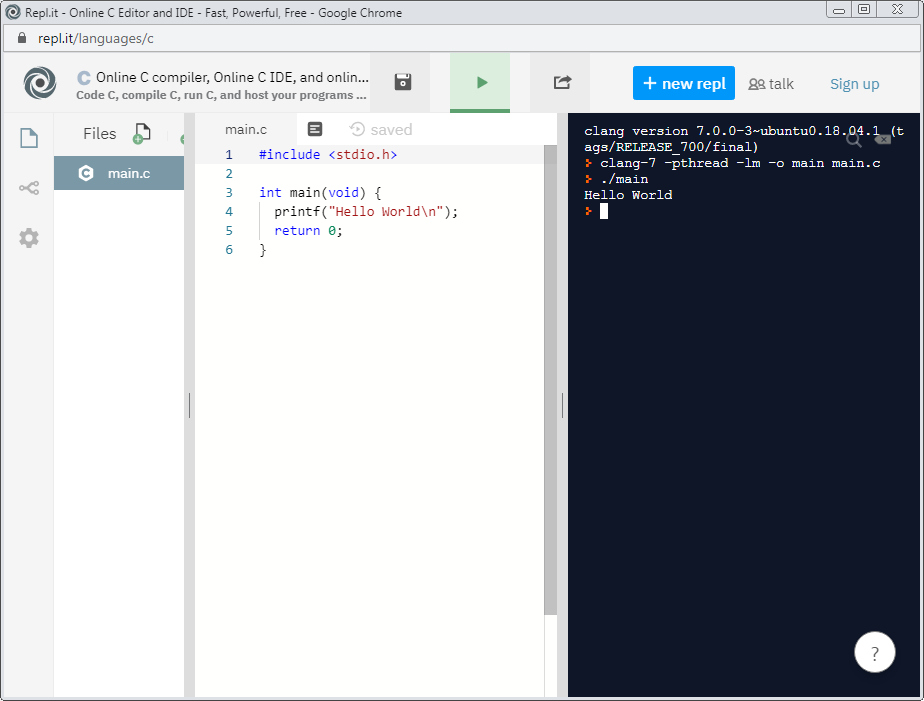 Repl.it - Online C Editor and IDE - Fast, Powerful, Free - Google Chrome
repl.it/languages/c
Online C compiler, Online C IDE, and onlin...
Code C, compile C, run C, and host your programs ...
+ new repl
talk
Sign up
Files
main.c
main.c
saved
1 #include <stdio.h>
2
3 int main(void) {
4 printf("Hello World\n");
5 return 0;
6 }
clang version 7.0.0-3~ubuntu0.18.04.1 (t
ags/RELEASE_700/final)
> clang-7 -pthread -lm -o main main.c
> ./main
Hello World
>
?